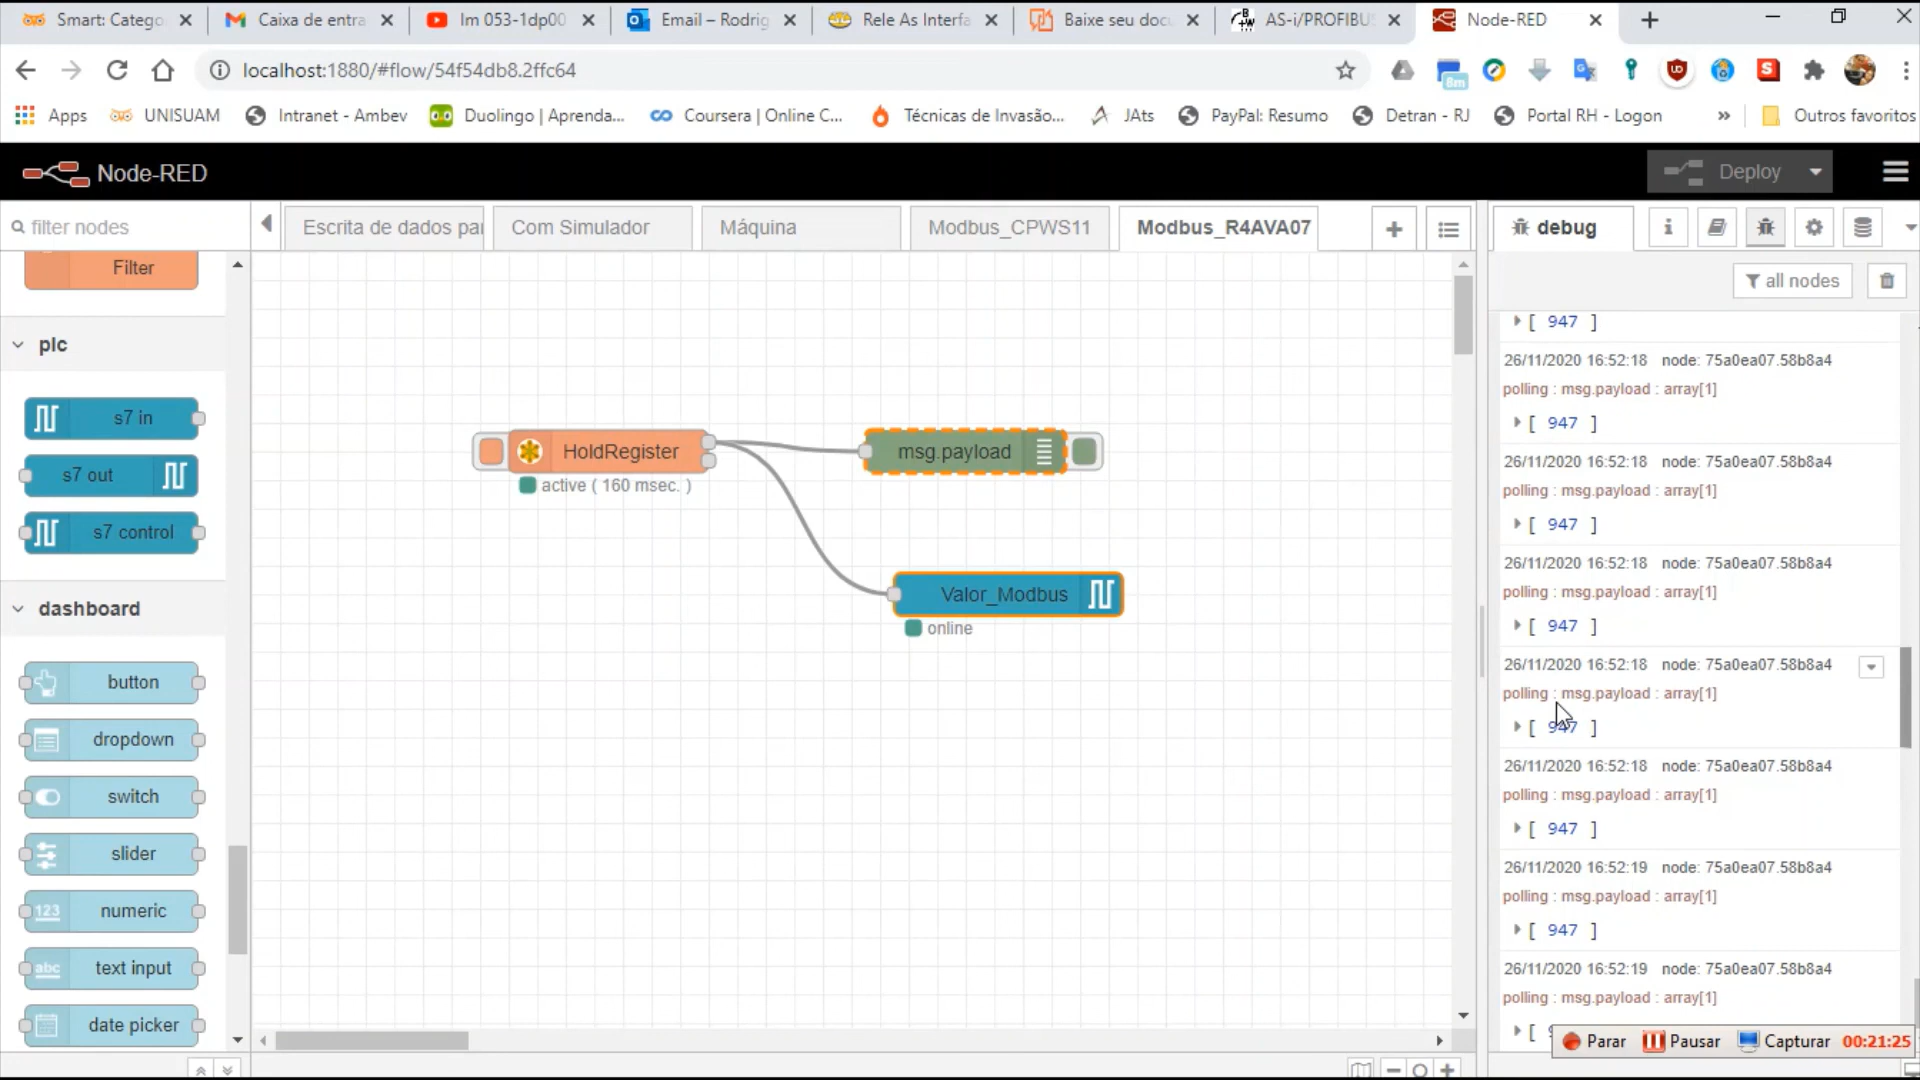 Smart: Catego
Caixa de entra
Im 053-1dp00
Email – Rodrig
Rele As Interfa
Baixe seu docu
AS-i/PROFIBUS
Node-RED
localhost:1880/#flow/54f54db8.2ffc64
8m
Apps
UNISUAM
Intranet - Ambev
Duolingo | Aprenda...
Coursera | Online C...
Técnicas de Invasão...
JAts
PayPal: Resumo
Detran - RJ
Portal RH - Logon
»
Outros favoritos
Node-RED
Deploy
filter nodes
Escrita de dados par
Com Simulador
Máquina
Modbus_CPWS11
Modbus_R4AVA07
debug
all nodes
Filter
plc
s7 in
s7 out
s7 control
dashboard
button
dropdown
switch
slider
123 numeric
abc text input
date picker
HoldRegister
active ( 160 msec. )
msg.payload
Valor_Modbus
online
[ 947 ]
26/11/2020 16:52:18 node: 75a0ea07.58b8a4
polling : msg.payload : array[1]
[ 947 ]
26/11/2020 16:52:18 node: 75a0ea07.58b8a4
polling : msg.payload : array[1]
[ 947 ]
26/11/2020 16:52:18 node: 75a0ea07.58b8a4
polling : msg.payload : array[1]
[ 947 ]
26/11/2020 16:52:18 node: 75a0ea07.58b8a4
polling : msg.payload : array[1]
[ 947 ]
26/11/2020 16:52:18 node: 75a0ea07.58b8a4
polling : msg.payload : array[1]
[ 947 ]
26/11/2020 16:52:19 node: 75a0ea07.58b8a4
polling : msg.payload : array[1]
[ 947 ]
26/11/2020 16:52:19 node: 75a0ea07.58b8a4
polling : msg.payload : array[1]
[
Parar Pausar Capturar 00:21:25